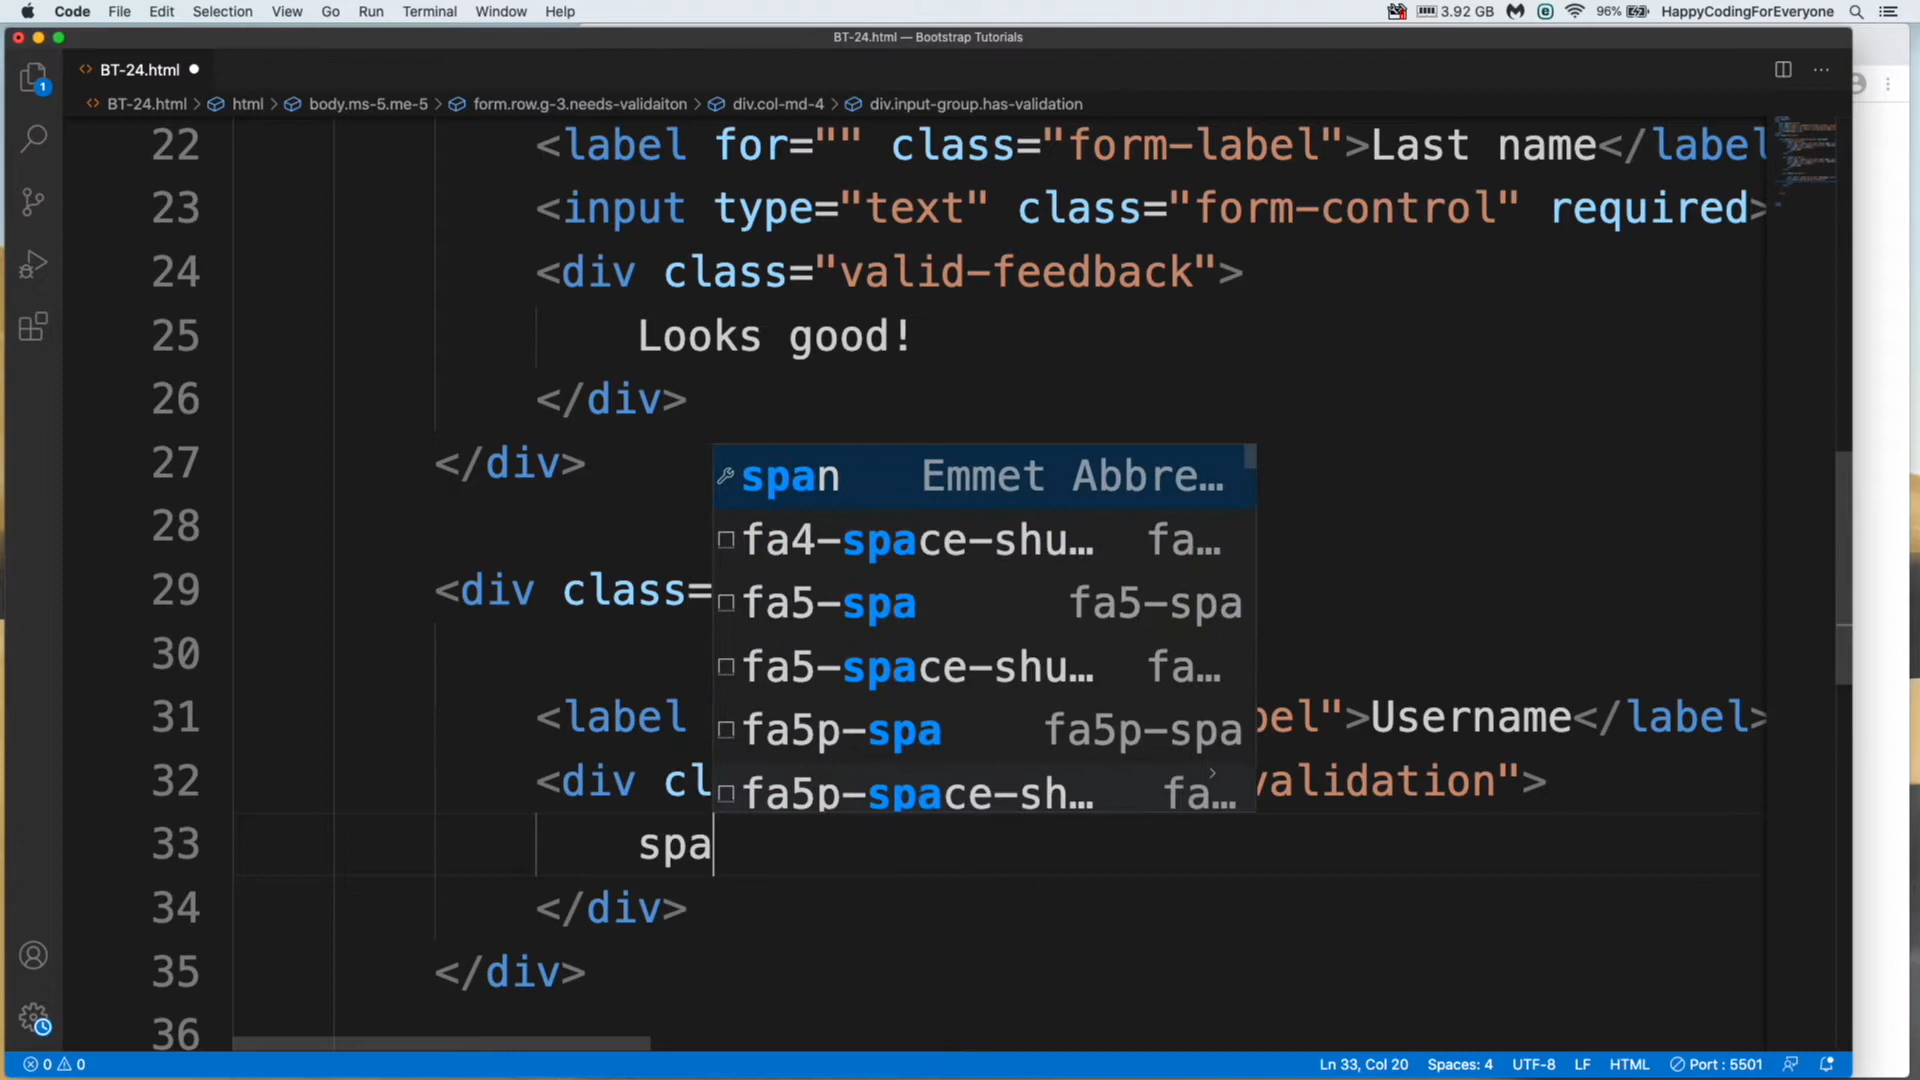 Code File Edit Selection View Go Run Terminal Window Help 3.92 GB 96% HappyCodingForEveryone
BT-24.html — Bootstrap Tutorials
BT-24.html
BT-24.html > html > body.ms-5.me-5 > form.row.g-3.needs-validaiton > div.col-md-4 > div.input-group.has-validation
1
22 <label for="" class="form-label">Last name</label
23 <input type="text" class="form-control" required>
24 <div class="valid-feedback">
25 Looks good!
26 </div>
27 </div>
span Emmet Abbre…
28
fa4-space-shu… fa…
29 <div class=
fa5-spa fa5-spa
30
fa5-space-shu… fa…
31 <label bel">Username</label>
fa5p-spa fa5p-spa
32 <div cl validation">
fa5p-space-sh… fa…
33 spa
34 </div>
35 </div>
36
0 0 Ln 33, Col 20 Spaces: 4 UTF-8 LF HTML Port : 5501